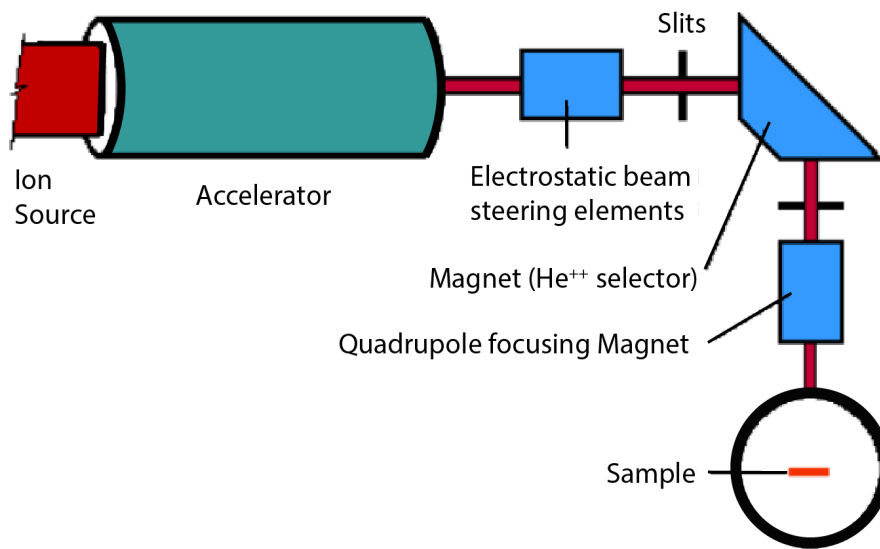 Slits
Ion
Source
Accelerator
Electrostatic beam
steering elements
Magnet (He⁺⁺ selector)
Quadrupole focusing Magnet
Sample